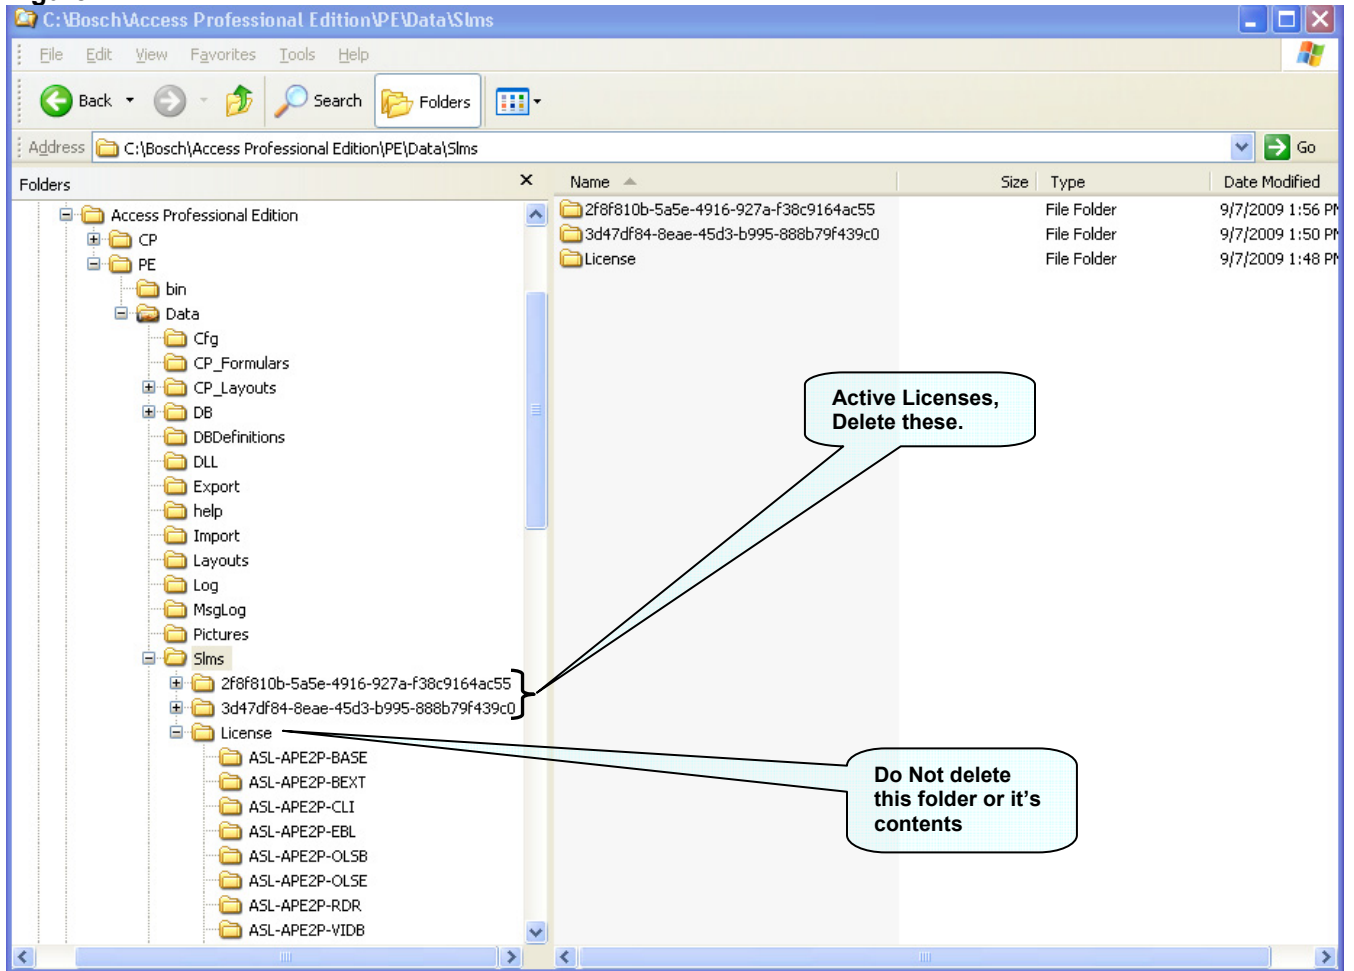 C:\Bosch\Access Professional Edition\PE\Data\Slms
File Edit View Favorites Tools Help
Back Search Folders
Address C:\Bosch\Access Professional Edition\PE\Data\Slms Go
Folders
Name Size Type Date Modified
Access Professional Edition
CP
PE
bin
Data
Cfg
CP_Formulars
CP_Layouts
DB
DBDefinitions
DLL
Export
help
Import
Layouts
Log
MsgLog
Pictures
Slms
2f8f810b-5a5e-4916-927a-f38c9164ac55
3d47df84-8eae-45d3-b995-888b79f439c0
License
ASL-APE2P-BASE
ASL-APE2P-BEXT
ASL-APE2P-CLI
ASL-APE2P-EBL
ASL-APE2P-OLSB
ASL-APE2P-OLSE
ASL-APE2P-RDR
ASL-APE2P-VIDB
2f8f810b-5a5e-4916-927a-f38c9164ac55 File Folder 9/7/2009 1:56 PM
3d47df84-8eae-45d3-b995-888b79f439c0 File Folder 9/7/2009 1:50 PM
License File Folder 9/7/2009 1:48 PM
Active Licenses,
Delete these.
Do Not delete
this folder or it's
contents